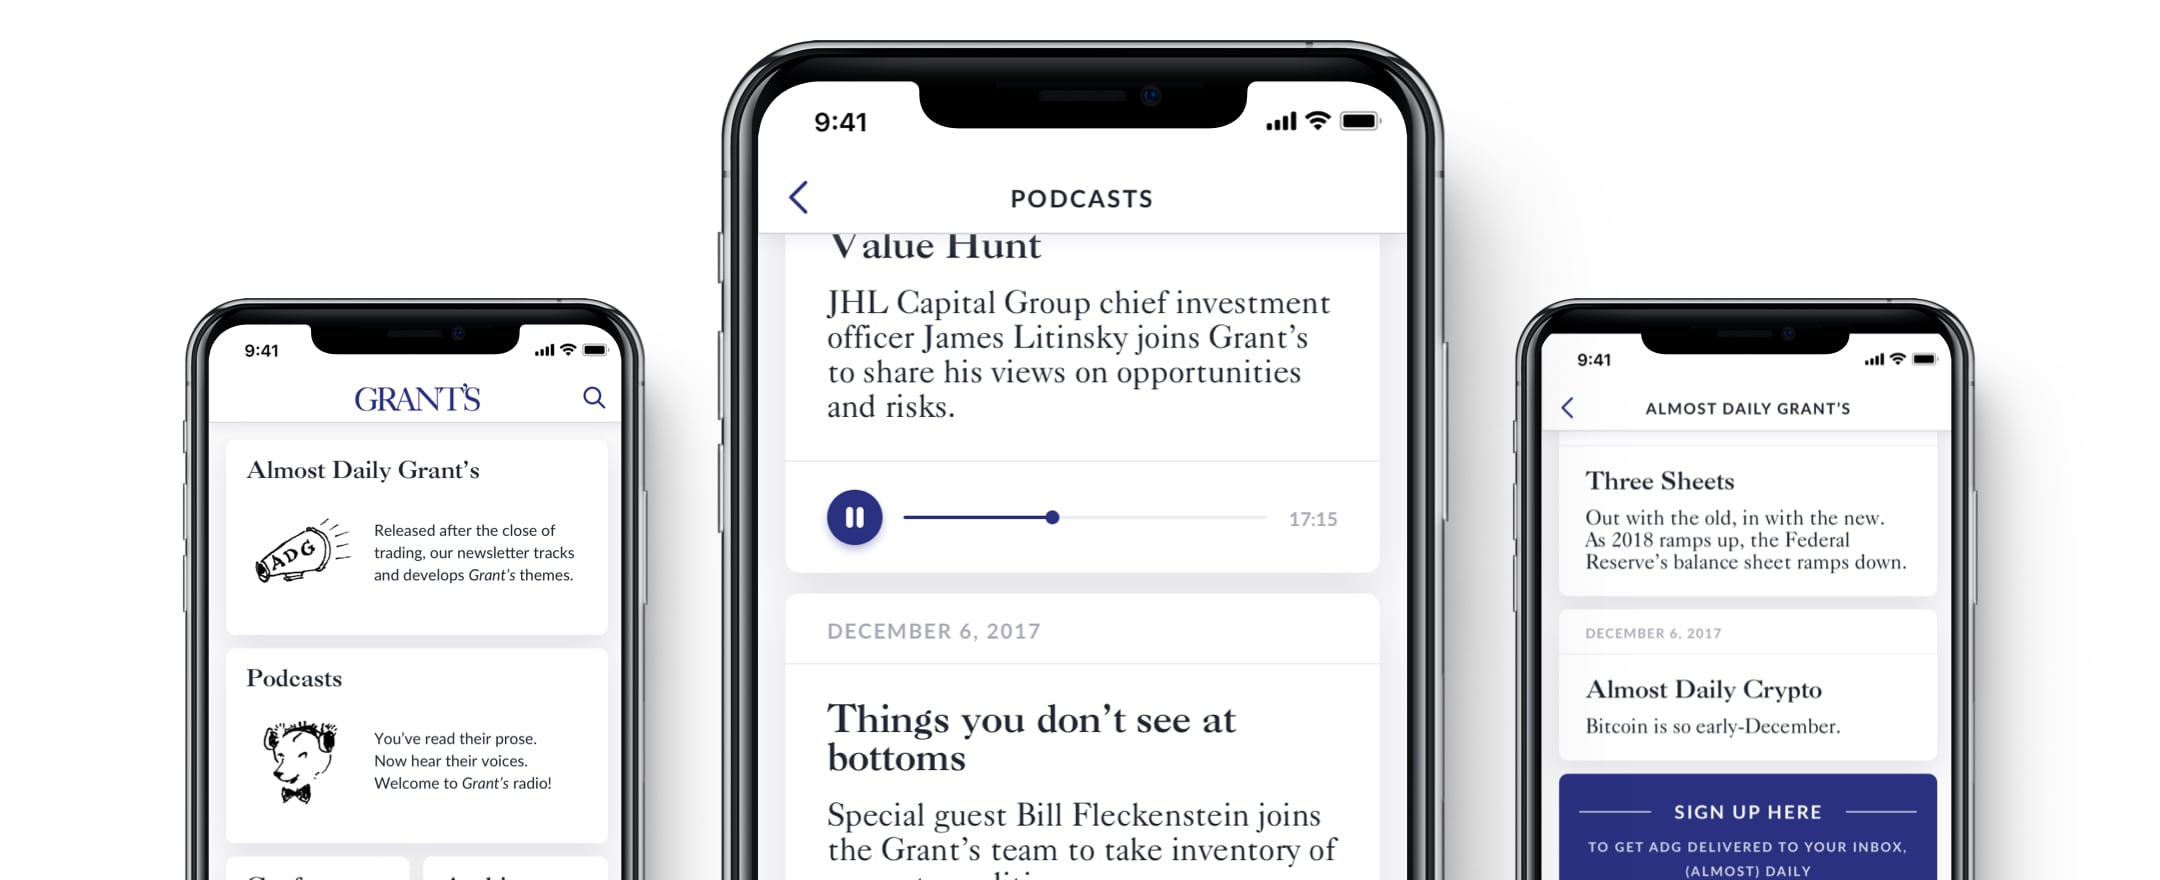 9:41
GRANT'S
Almost Daily Grant's
ADG
Released after the close of
trading, our newsletter tracks
and develops Grant's themes.
Podcasts
You've read their prose.
Now hear their voices.
Welcome to Grant's radio!
9:41
PODCASTS
Value Hunt
JHL Capital Group chief investment
officer James Litinsky joins Grant's
to share his views on opportunities
and risks.
17:15
DECEMBER 6, 2017
Things you don't see at
bottoms
Special guest Bill Fleckenstein joins
the Grant's team to take inventory of
9:41
ALMOST DAILY GRANT'S
Three Sheets
Out with the old, in with the new.
As 2018 ramps up, the Federal
Reserve's balance sheet ramps down.
DECEMBER 6, 2017
Almost Daily Crypto
Bitcoin is so early-December.
SIGN UP HERE
TO GET ADG DELIVERED TO YOUR INBOX,
(ALMOST) DAILY